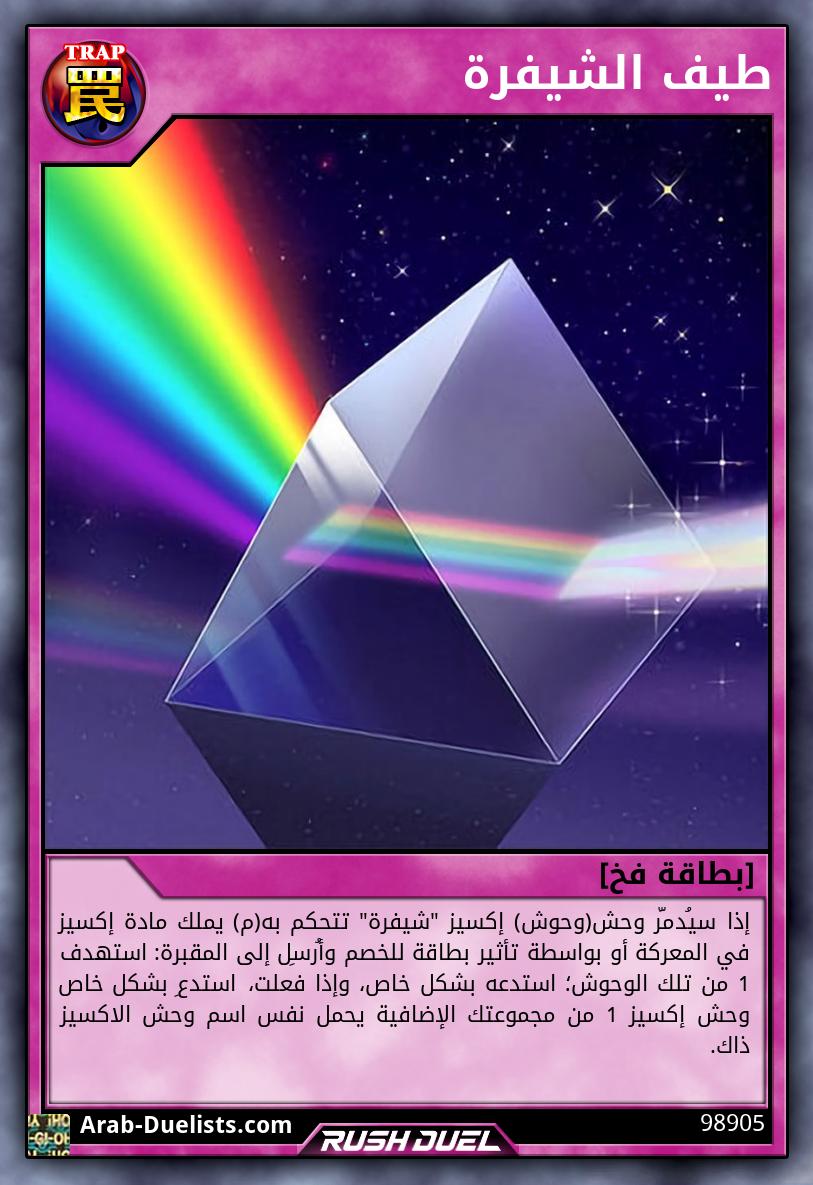 TRAP
罠
طيف الشيفرة
[بطاقة فخ]
إذا سيُدمرّ وحش(وحوش) إكسيز "شيفرة" تتحكم به(م) يملك مادة إكسيز
في المعركة أو بواسطة تأثير بطاقة للخصم وأُرسلِ إلى المقبرة: استهدف
1 من تلك الوحوش؛ استدعه بشكل خاص، وإذا فعلت، استدعِ بشكل خاص
وحش إكسيز 1 من مجموعتك الإضافية يحمل نفس اسم وحش الاكسيز
ذاك.
Arab-Duelists.com
RUSH DUEL
98905